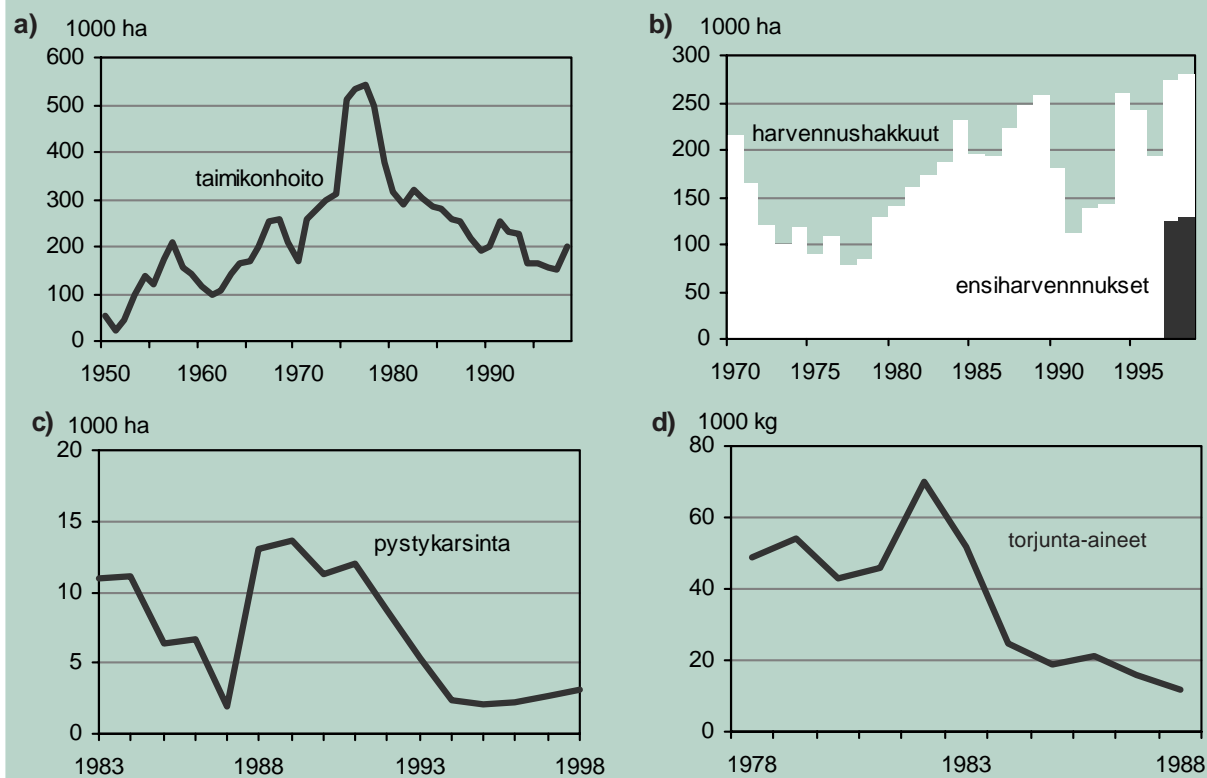 a) 1000 ha
600
500
400
300
200
100
0
taimikonhoito
1950 1960 1970 1980 1990
b) 1000 ha
300
250
200
150
100
50
0
harvennushakkuut
ensiharvennnukset
1970 1975 1980 1985 1990 1995
c) 1000 ha
20
15
10
5
0
pystykarsinta
1983 1988 1993 1998
d) 1000 kg
80
60
40
20
0
torjunta-aineet
1978 1983 1988